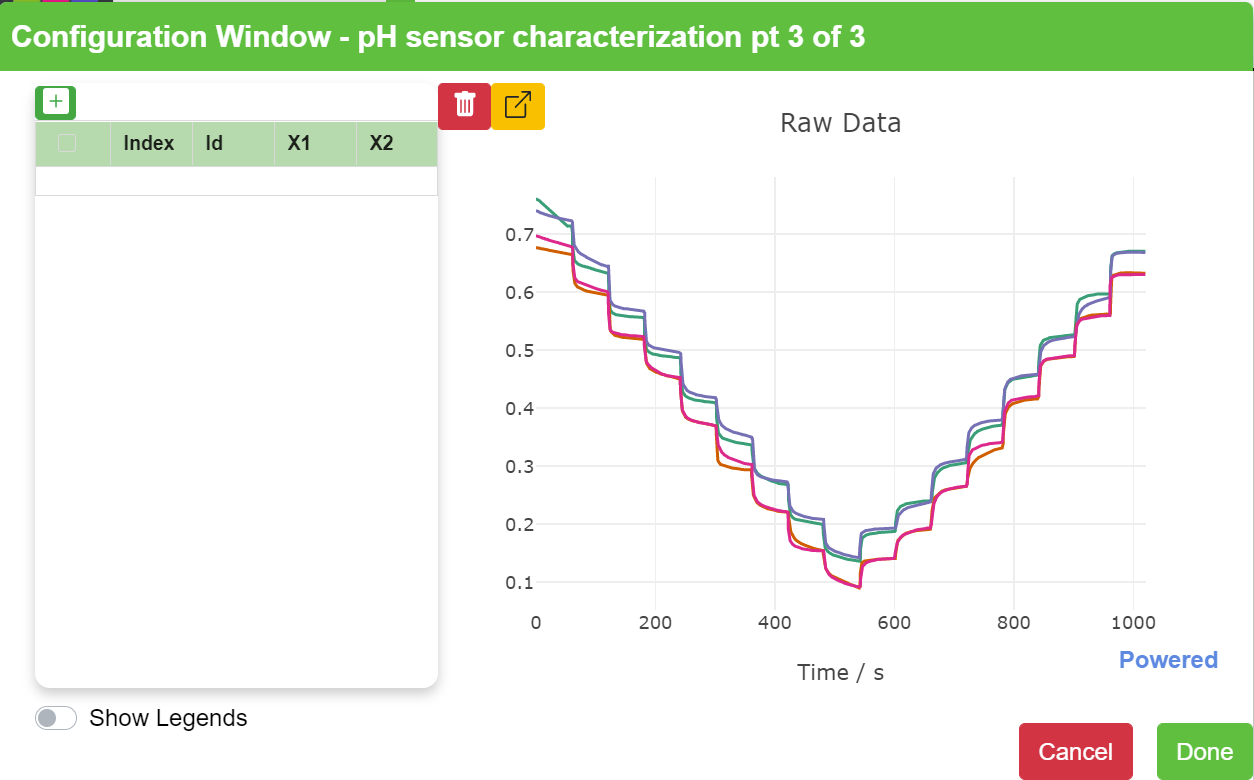 Configuration Window - pH sensor characterization pt 3 of 3
+
Index Id X1 X2
Raw Data
0.7
0.6
0.5
0.4
0.3
0.2
0.1
0 200 400 600 800 1000
Time / s
Powered
Show Legends
Cancel Done